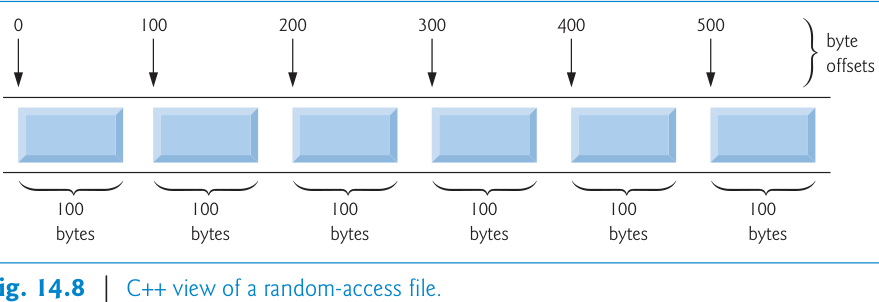 0 100 200 300 400 500
byte
offsets
100 100 100 100 100 100
bytes bytes bytes bytes bytes bytes
ig. 14.8 | C++ view of a random-access file.